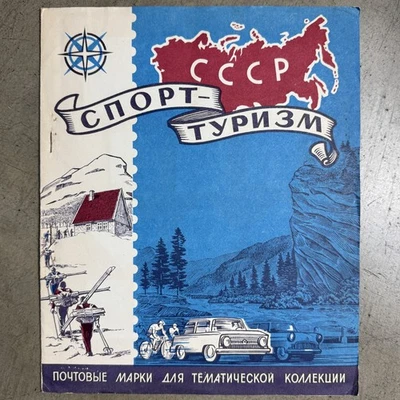 СССР
СПОРТ-
ТУРИЗМ
ПОЧТОВЫЕ МАРКИ ДЛЯ ТЕМАТИЧЕСКОЙ КОЛЛЕКЦИИ